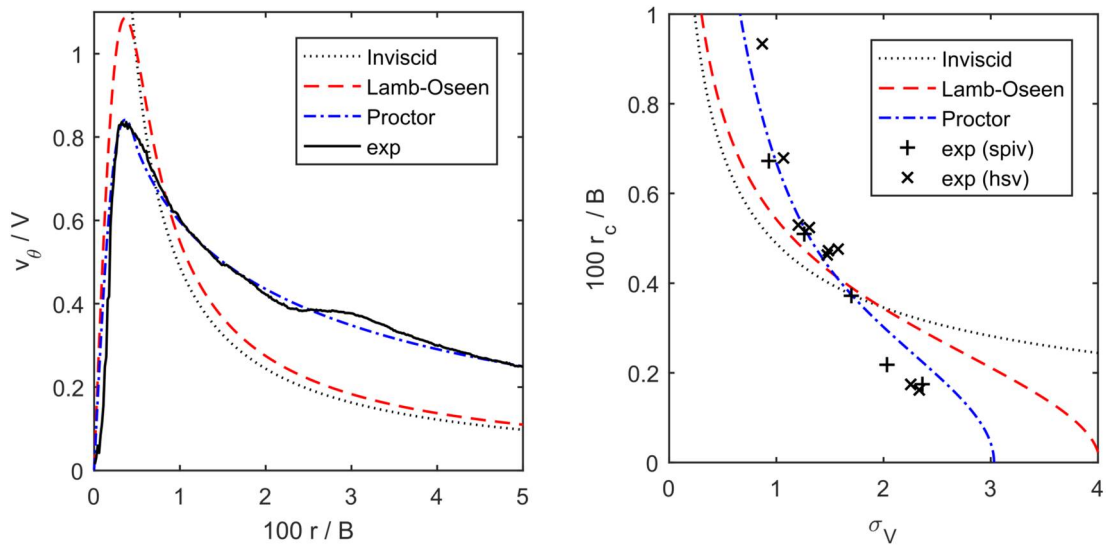 1
0.8
0.6
0.4
0.2
0
v_θ / V
0 1 2 3 4 5
100 r / B
Inviscid
Lamb-Oseen
Proctor
exp
1
0.8
0.6
0.4
0.2
0
100 r_c / B
0 1 2 3 4
σ_V
Inviscid
Lamb-Oseen
Proctor
exp (spiv)
exp (hsv)